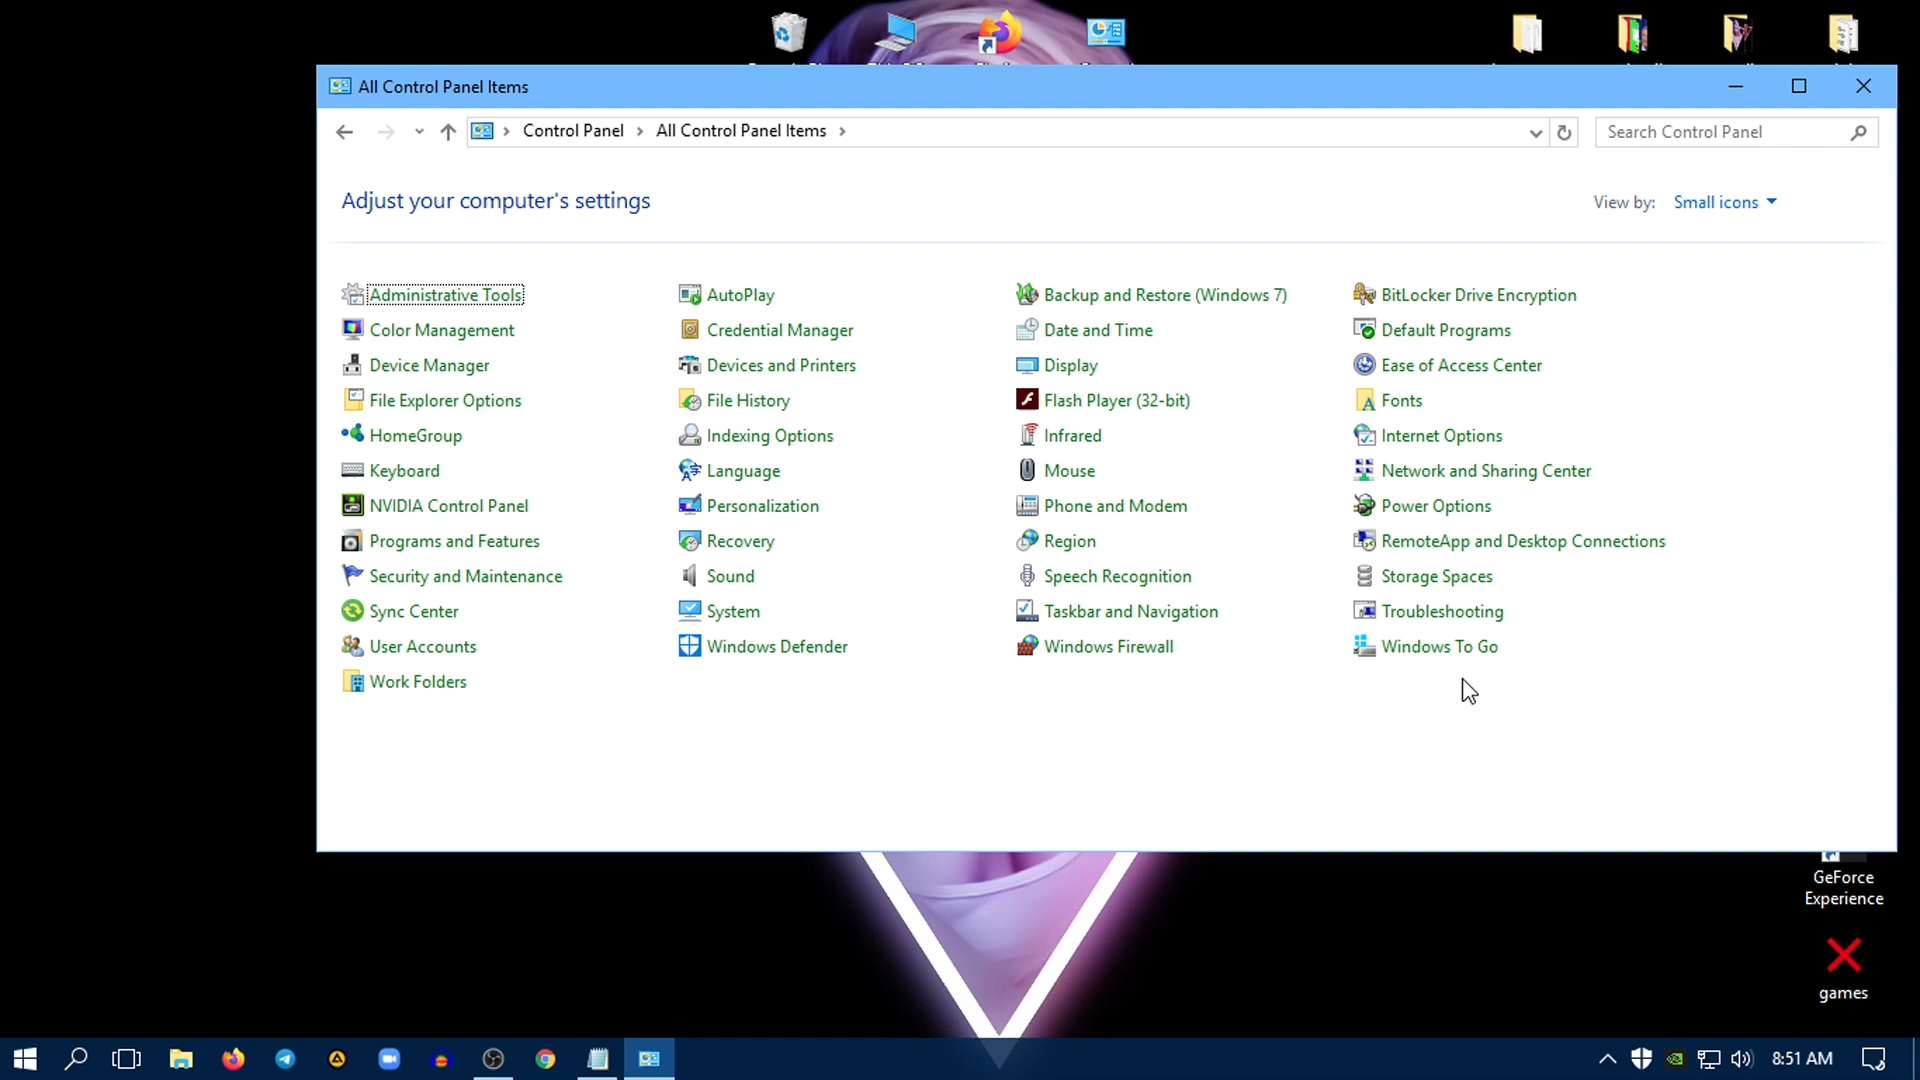 All Control Panel Items
Control Panel
All Control Panel Items
Search Control Panel
Adjust your computer's settings
View by: Small icons
Administrative Tools
AutoPlay
Backup and Restore (Windows 7)
BitLocker Drive Encryption
Color Management
Credential Manager
Date and Time
Default Programs
Device Manager
Devices and Printers
Display
Ease of Access Center
File Explorer Options
File History
Flash Player (32-bit)
Fonts
HomeGroup
Indexing Options
Infrared
Internet Options
Keyboard
Language
Mouse
Network and Sharing Center
NVIDIA Control Panel
Personalization
Phone and Modem
Power Options
Programs and Features
Recovery
Region
RemoteApp and Desktop Connections
Security and Maintenance
Sound
Speech Recognition
Storage Spaces
Sync Center
System
Taskbar and Navigation
Troubleshooting
User Accounts
Windows Defender
Windows Firewall
Windows To Go
Work Folders
GeForce
Experience
games
8:51 AM